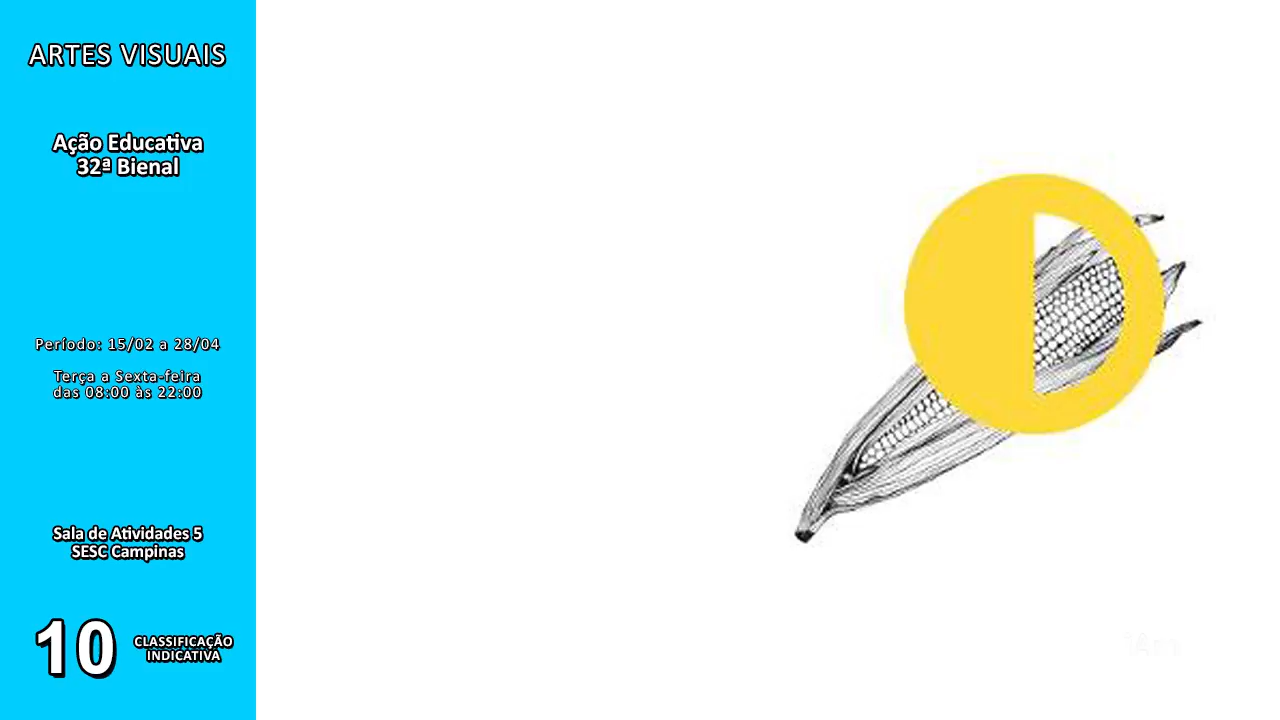 ARTES VISUAIS
Ação Educativa
32ª Bienal
Período: 15/02 a 28/04
Terça a Sexta-feira
das 08:00 às 22:00
Sala de Atividades 5
SESC Campinas
10
CLASSIFICAÇÃO
INDICATIVA